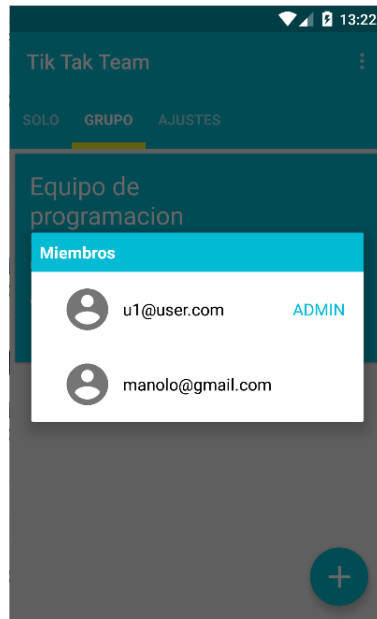 13:22
Tik Tak Team
SOLO GRUPO AJUSTES
Equipo de
programacion
Miembros
u1@user.com ADMIN
manolo@gmail.com